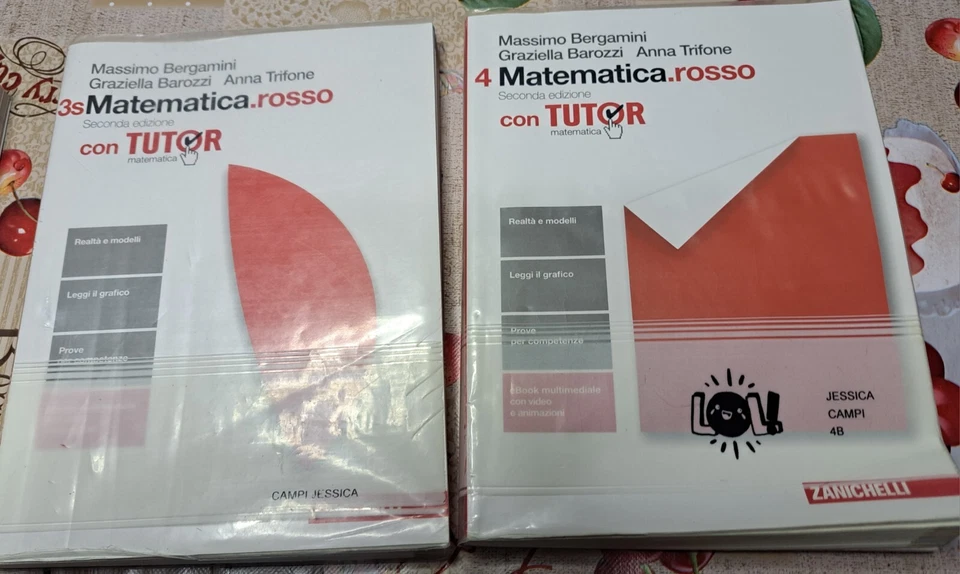 Massimo Bergamini
Graziella Barozzi Anna Trifone
3s Matematica.rosso
Seconda edizione
con TUTOR
matematica
Realtà e modelli
Leggi il grafico
Prove
per competenze
CAMPI JESSICA
Massimo Bergamini
Graziella Barozzi Anna Trifone
4 Matematica.rosso
Seconda edizione
con TUTOR
matematica
Realtà e modelli
Leggi il grafico
Prove
per competenze
eBook multimediale
con video
e animazioni
LOL!
JESSICA
CAMPI
4B
ZANICHELLI